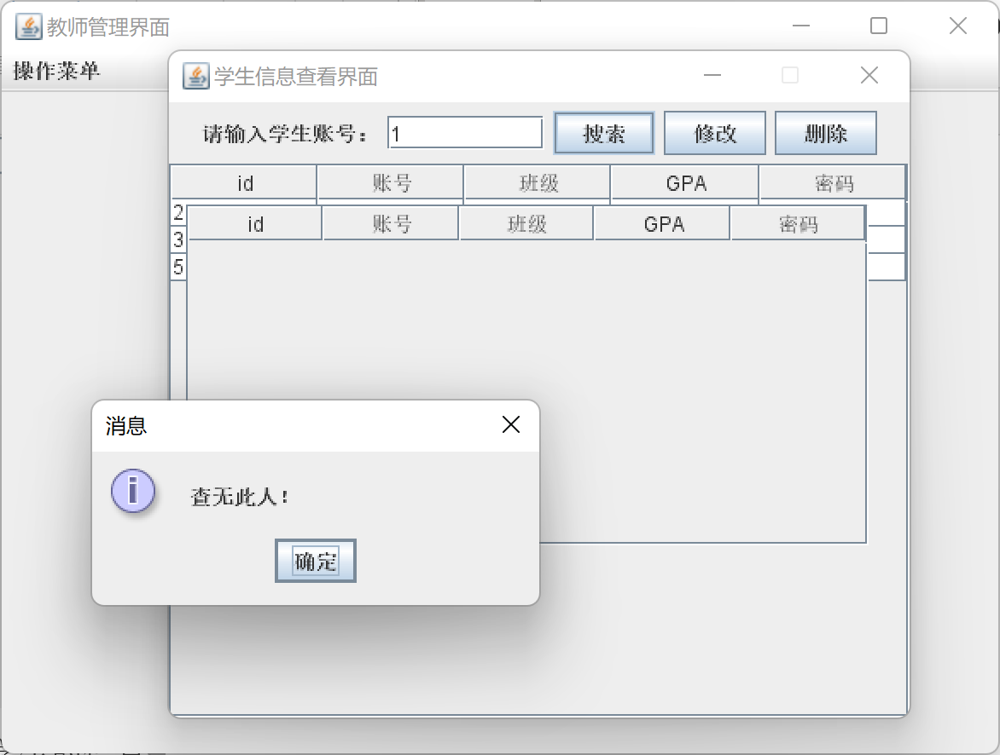 教师管理界面
操作菜单
学生信息查看界面
请输入学生账号： 1 搜索 修改 删除
id 账号 班级 GPA 密码
2
id 账号 班级 GPA 密码
3
5
消息
查无此人！
确定